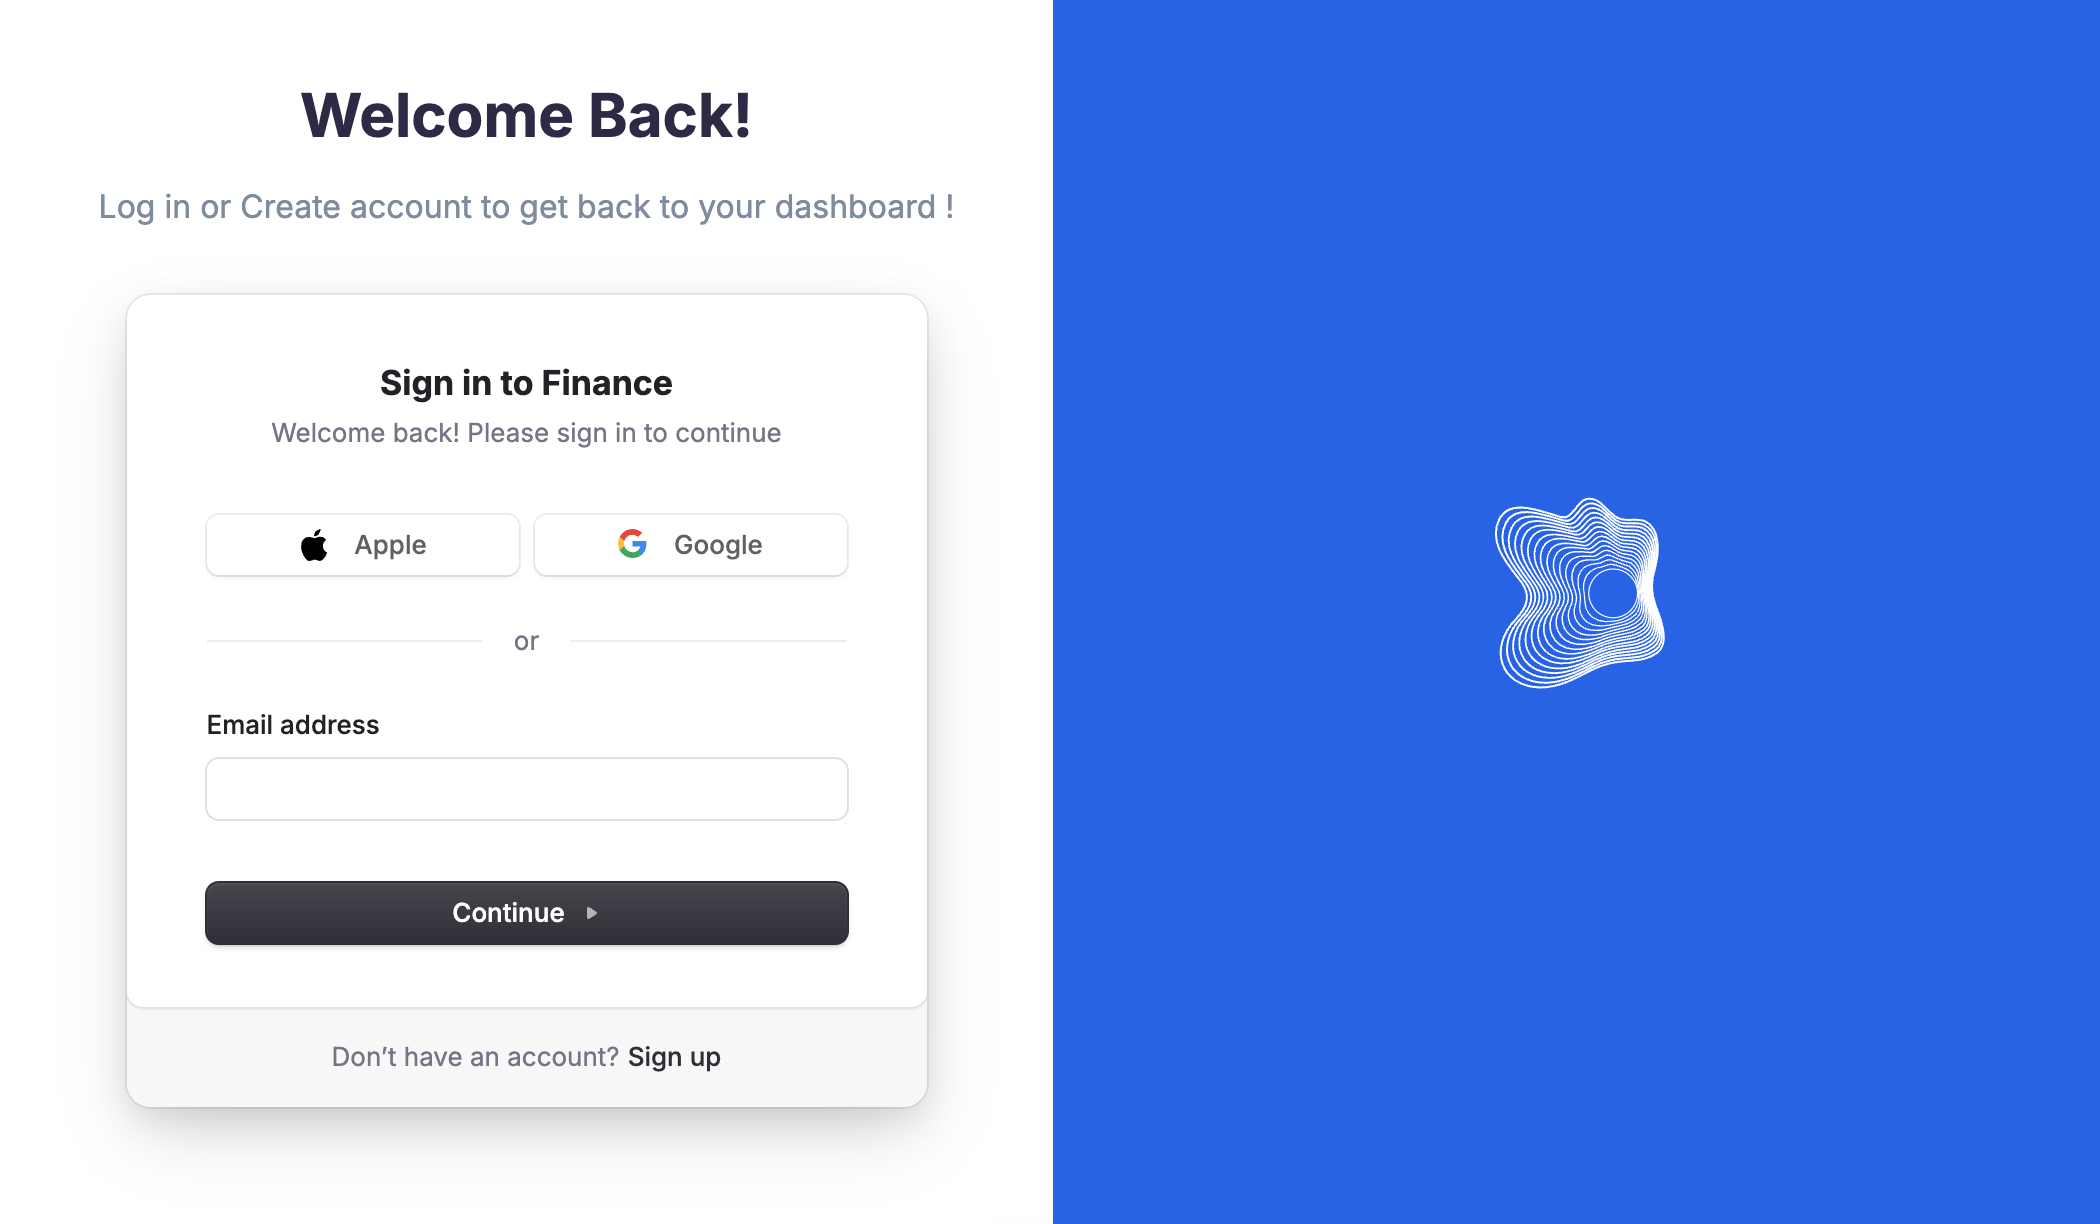 Welcome Back!
Log in or Create account to get back to your dashboard !
Sign in to Finance
Welcome back! Please sign in to continue
Apple
Google
or
Email address
Continue
Don’t have an account? Sign up